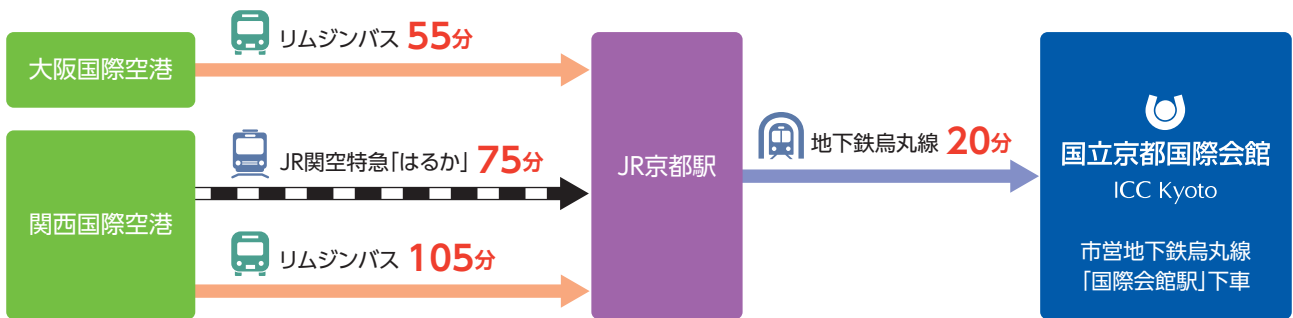 大阪国際空港
リムジンバス 55分
関西国際空港
JR関空特急「はるか」 75分
リムジンバス 105分
JR京都駅
地下鉄烏丸線 20分
国立京都国際会館
ICC Kyoto
市営地下鉄烏丸線
「国際会館駅」下車